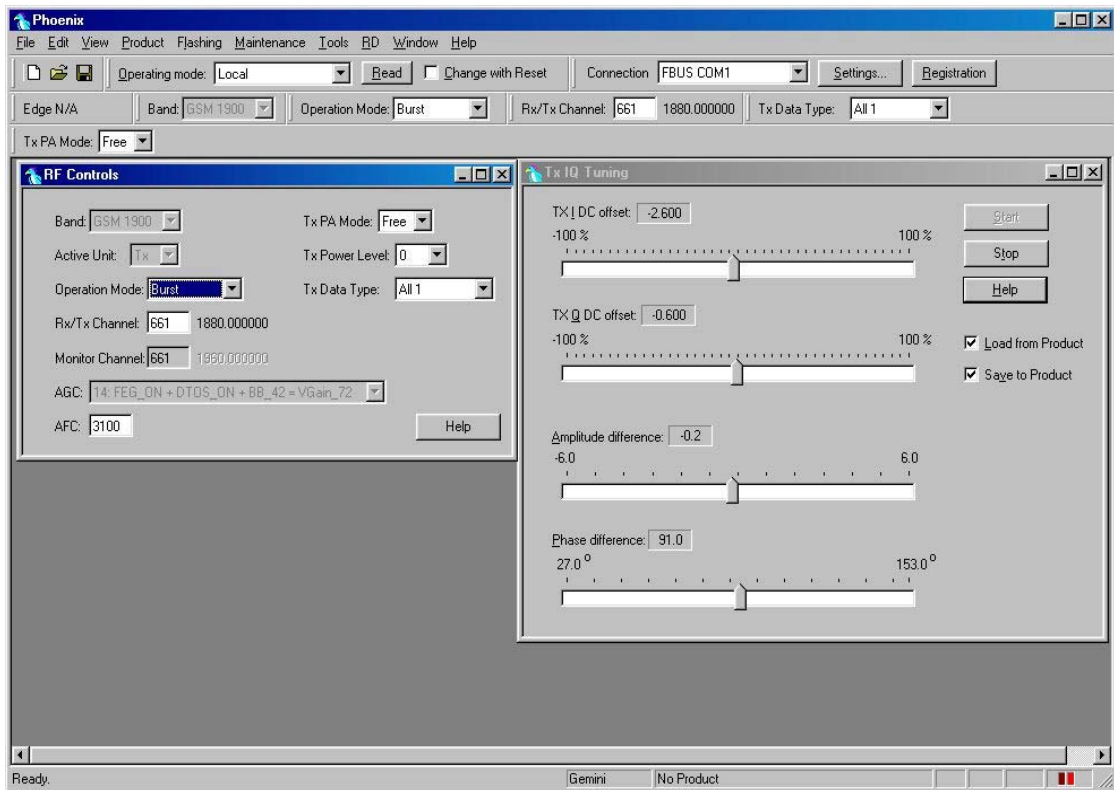 Phoenix
File Edit View Product Flashing Maintenance Tools RD Window Help
Operating mode: Local Read Change with Reset Connection FBUS COM1 Settings... Registration
Edge N/A Band: GSM 1900 Operation Mode: Burst Rx/Tx Channel: 661 1880.000000 Tx Data Type: All 1
Tx PA Mode: Free
RF Controls
Band: GSM 1900 Tx PA Mode: Free
Active Unit: Tx Tx Power Level: 0
Operation Mode: Burst Tx Data Type: All 1
Rx/Tx Channel: 661 1880.000000
Monitor Channel: 661 1960.000000
AGC: 14: FEG_ON + DTOS_ON + BB_42 = VGain_72
AFC: 3100 Help
Tx IQ Tuning
TX I DC offset: -2.600 Start
-100 % 100 %
Stop
Help
TX Q DC offset: -0.600
-100 % 100 %
Load from Product
Save to Product
Amplitude difference: -0.2
-6.0 6.0
Phase difference: 91.0
27.0 ° 153.0 °
Ready. Gemini No Product